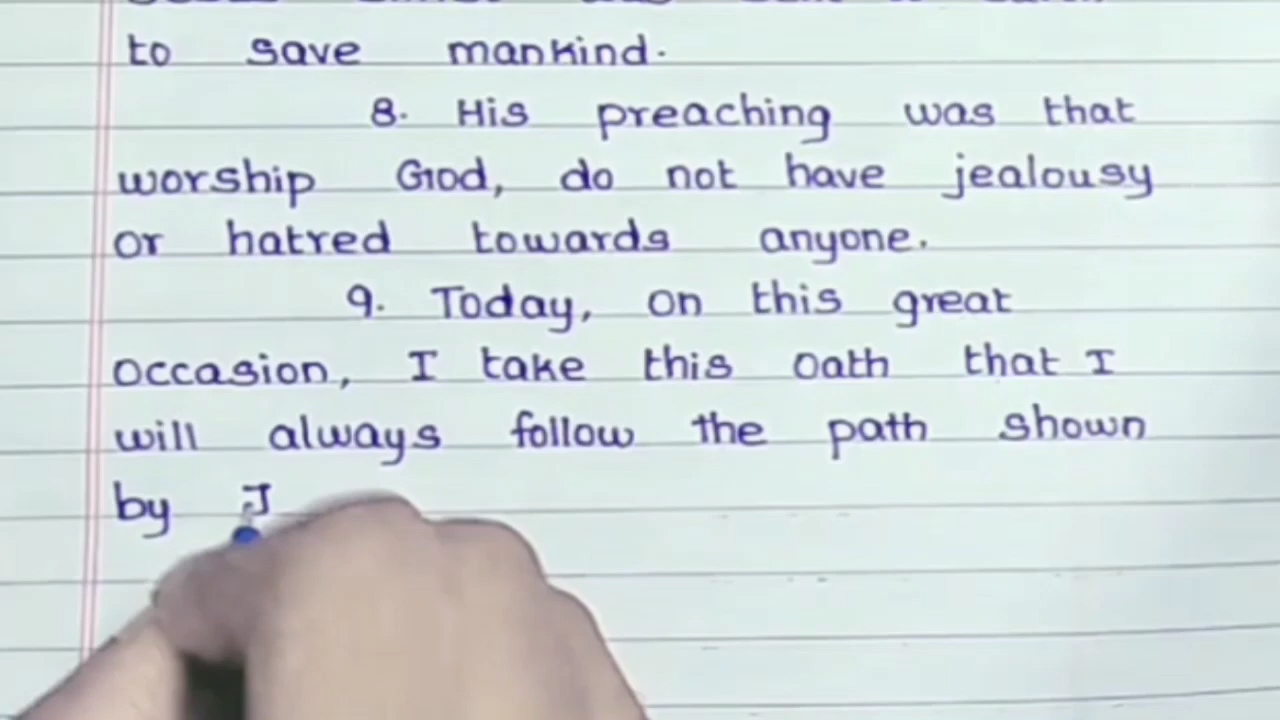 to save mankind.
8. His preaching was that
worship God, do not have jealousy
or hatred towards anyone.
9. Today, on this great
occasion, I take this oath that I
will always follow the path shown
by J